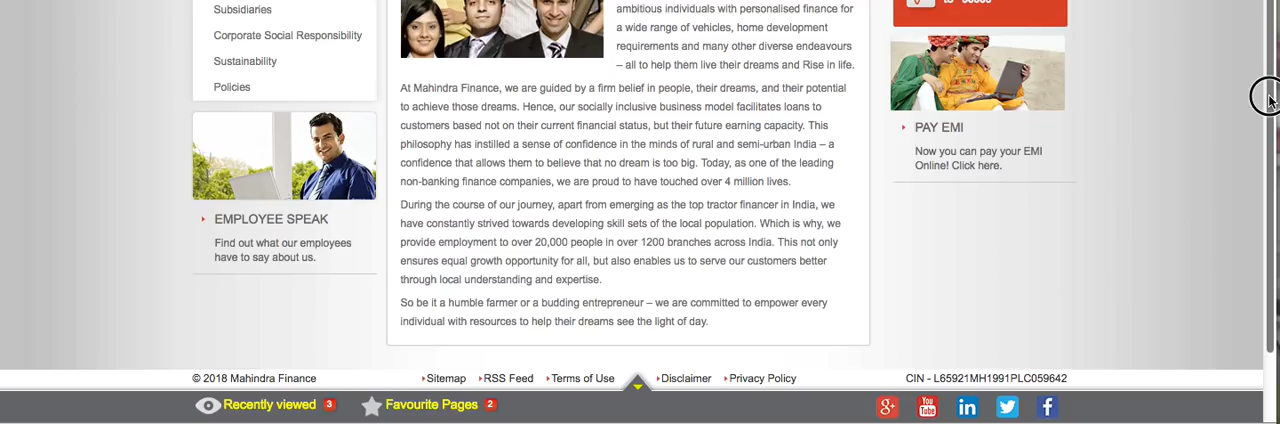 Subsidiaries
Corporate Social Responsibility
Sustainability
Policies
EMPLOYEE SPEAK
Find out what our employees
have to say about us.
ambitious individuals with personalised finance for
a wide range of vehicles, home development
requirements and many other diverse endeavours
– all to help them live their dreams and Rise in life.
At Mahindra Finance, we are guided by a firm belief in people, their dreams, and their potential
to achieve those dreams. Hence, our socially inclusive business model facilitates loans to
customers based not on their current financial status, but their future earning capacity. This
philosophy has instilled a sense of confidence in the minds of rural and semi-urban India – a
confidence that allows them to believe that no dream is too big. Today, as one of the leading
non-banking finance companies, we are proud to have touched over 4 million lives.
During the course of our journey, apart from emerging as the top tractor financer in India, we
have constantly strived towards developing skill sets of the local population. Which is why, we
provide employment to over 20,000 people in over 1200 branches across India. This not only
ensures equal growth opportunity for all, but also enables us to serve our customers better
through local understanding and expertise.
So be it a humble farmer or a budding entrepreneur – we are committed to empower every
individual with resources to help their dreams see the light of day.
PAY EMI
Now you can pay your EMI
Online! Click here.
© 2018 Mahindra Finance Sitemap RSS Feed Terms of Use Disclaimer Privacy Policy CIN - L65921MH1991PLC059642
Recently viewed 3 Favourite Pages 2 g+ You Tube in f